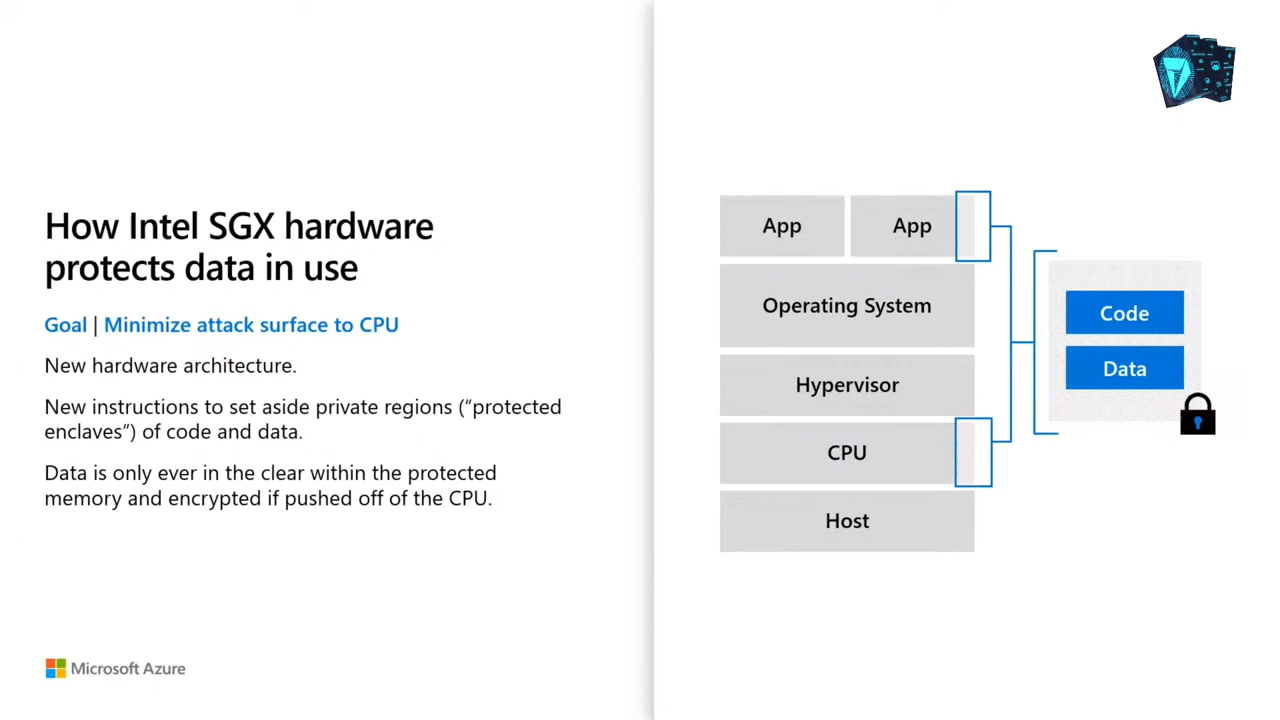 How Intel SGX hardware
protects data in use
Goal | Minimize attack surface to CPU
New hardware architecture.
New instructions to set aside private regions (“protected
enclaves”) of code and data.
Data is only ever in the clear within the protected
memory and encrypted if pushed off of the CPU.
Microsoft Azure
App
App
Operating System
Hypervisor
CPU
Host
Code
Data